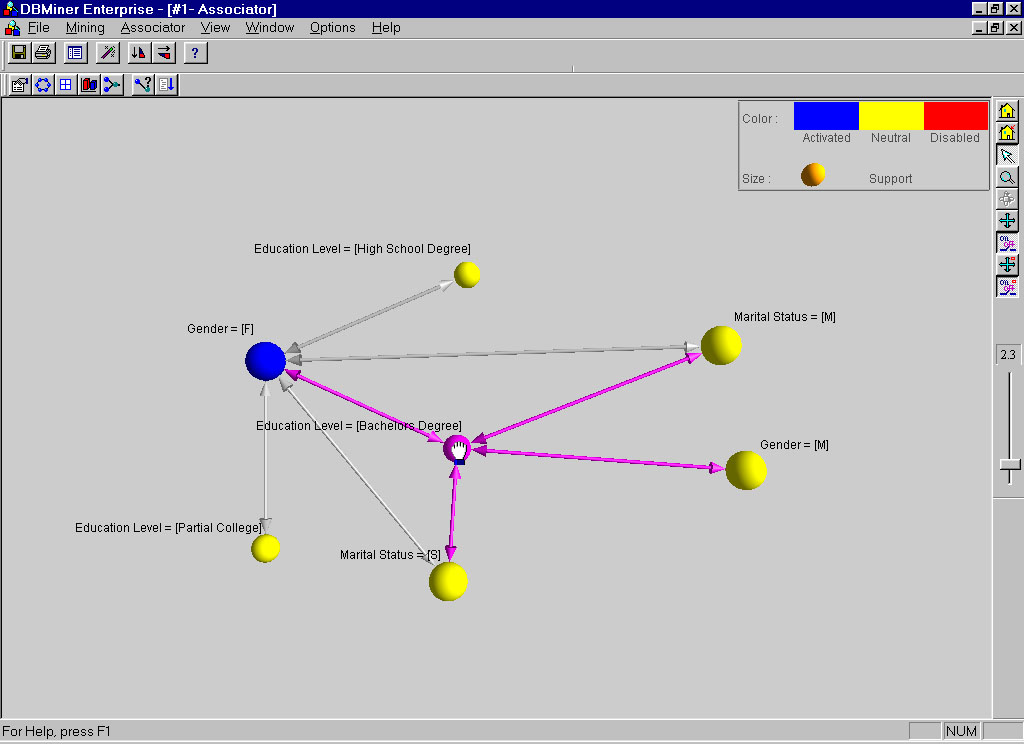 DBMiner Enterprise - [#1- Associator]
File Mining Associator View Window Options Help
Color :
Activated Neutral Disabled
Size : Support
Education Level = [High School Degree]
Marital Status = [M]
Gender = [F]
2.3
Education Level = [Bachelors Degree]
Gender = [M]
Education Level = [Partial College]
Marital Status = [S]
For Help, press F1
NUM